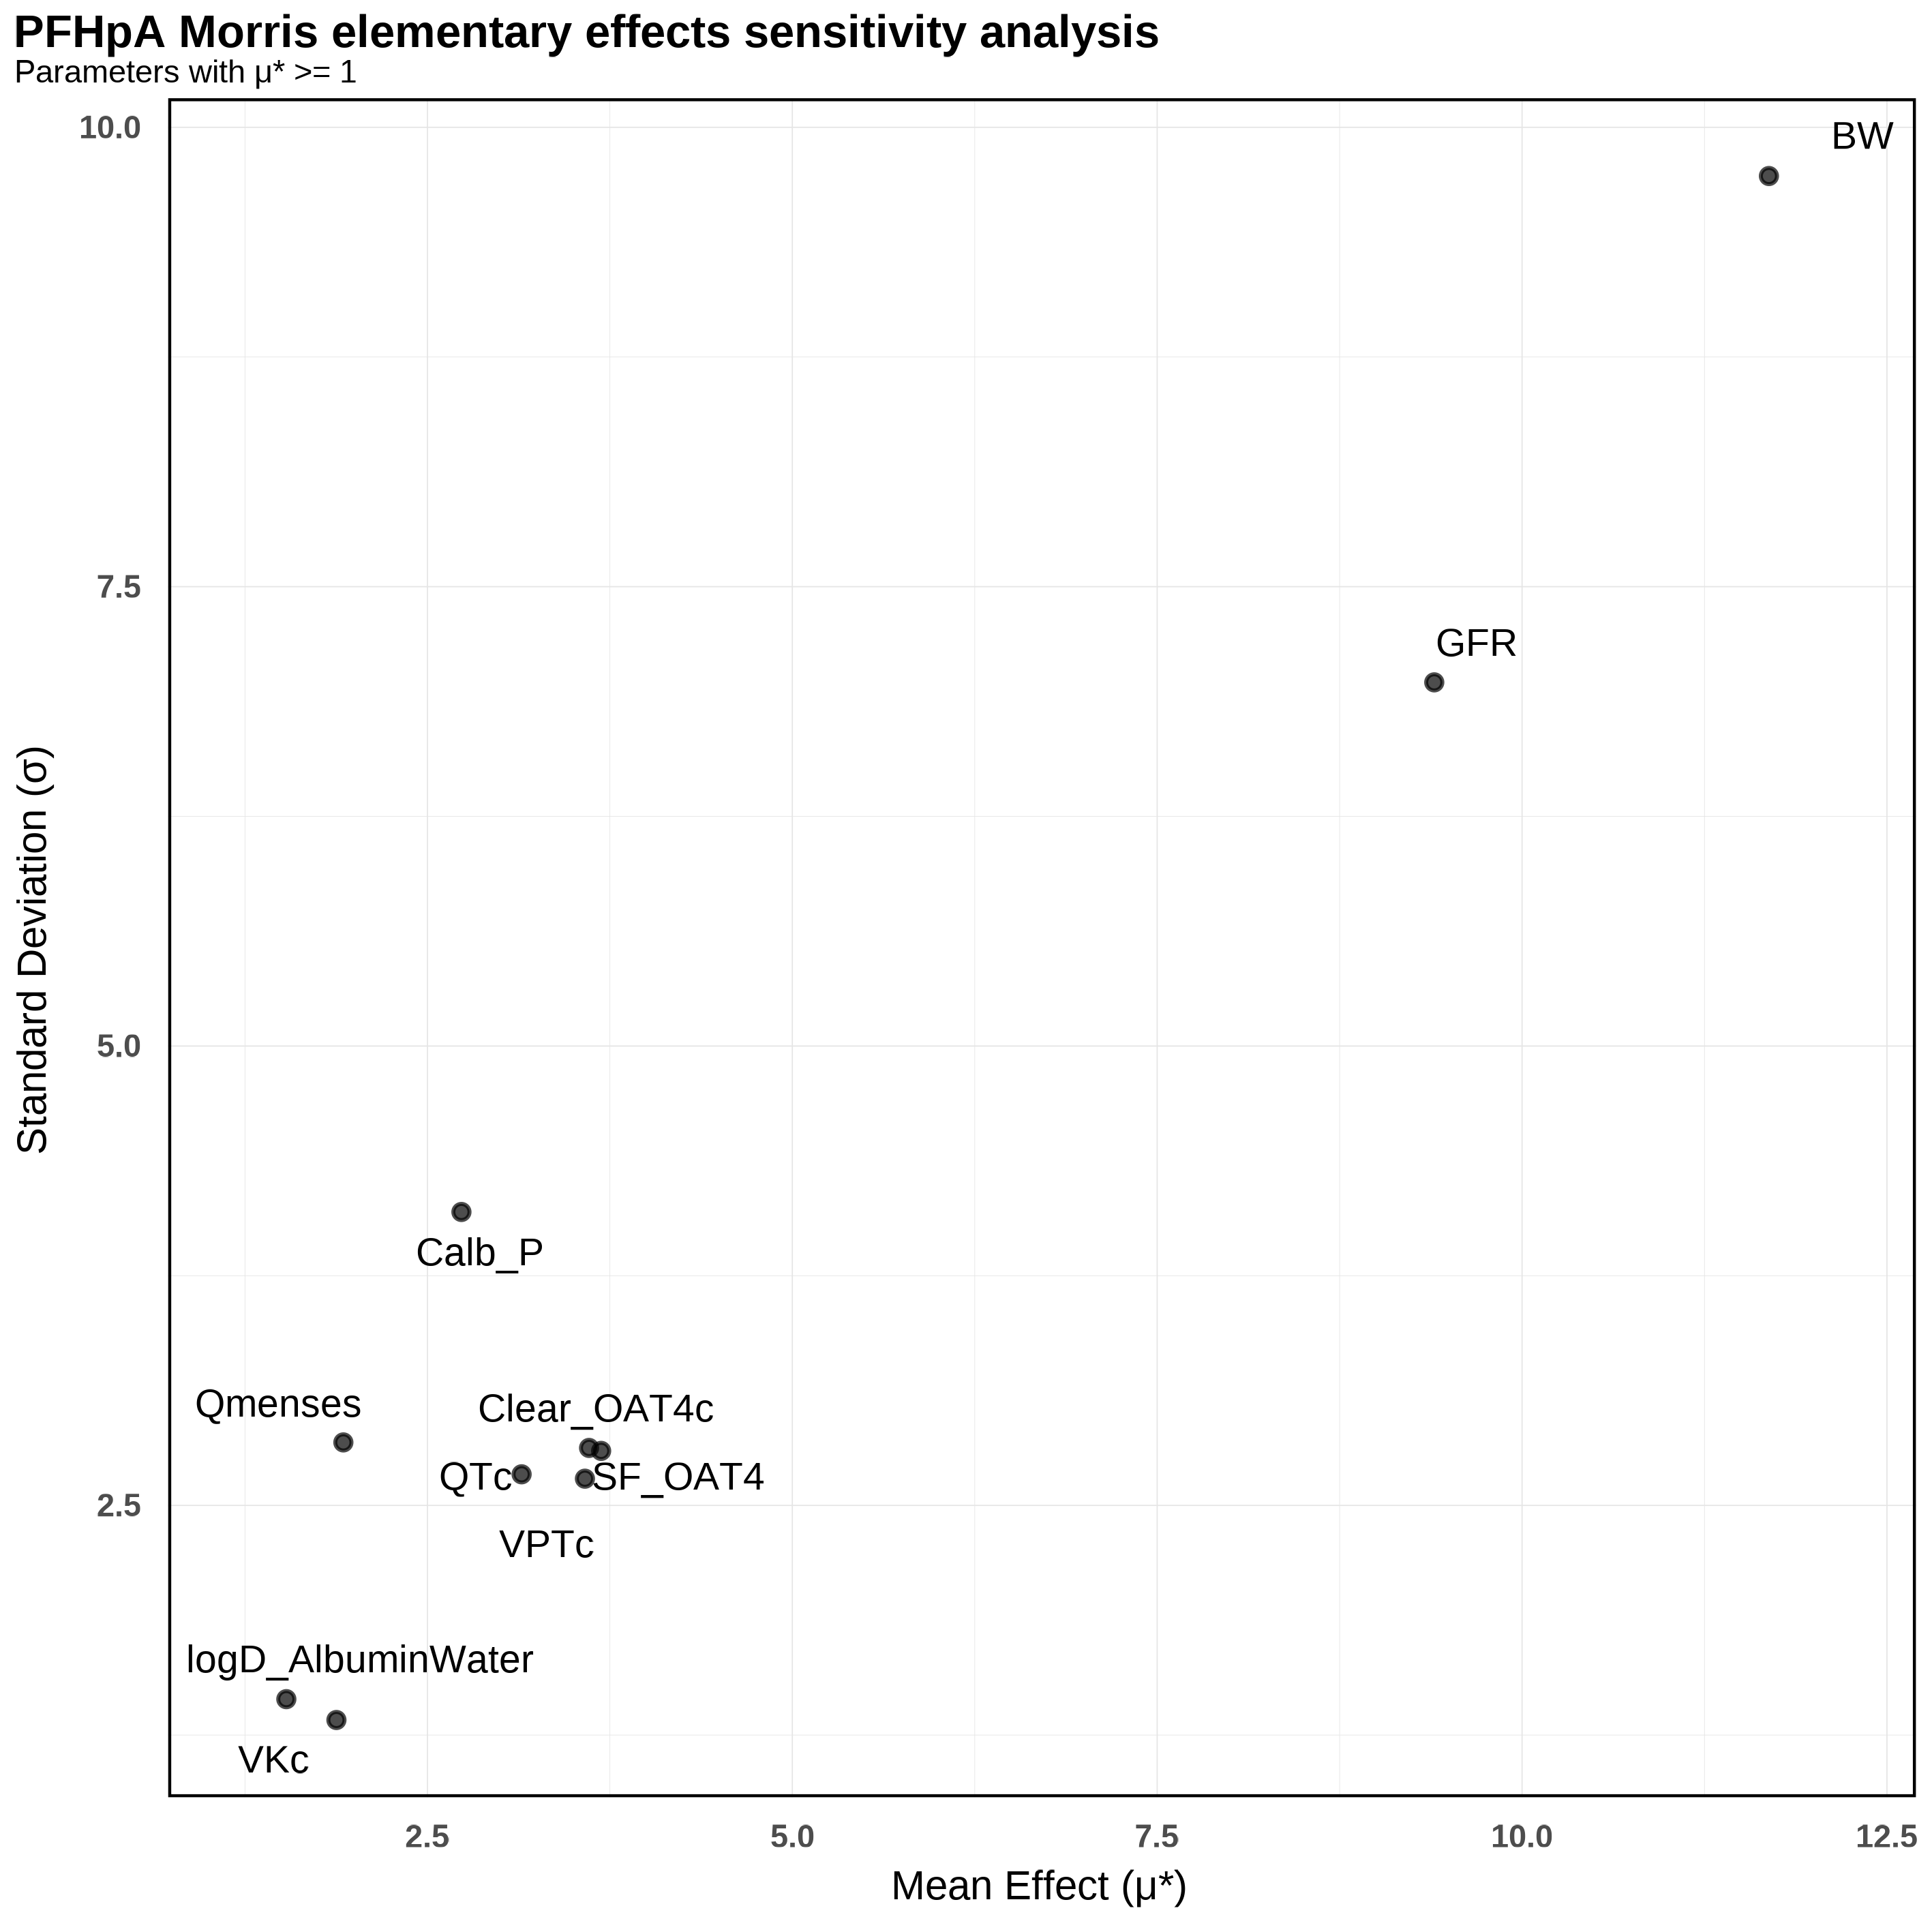 PFHpA Morris elementary effects sensitivity analysis
Parameters with μ* >= 1
10.0
7.5
5.0
2.5
Standard Deviation (σ)
BW
GFR
Calb_P
Qmenses
Clear_OAT4c
QTc
SF_OAT4
VPTc
logD_AlbuminWater
VKc
2.5
5.0
7.5
10.0
12.5
Mean Effect (μ*)